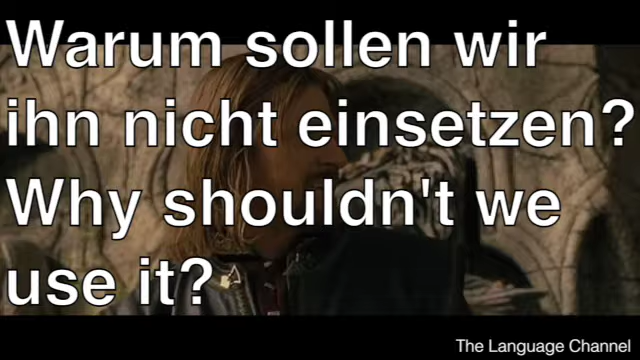 Warum sollen wir
ihn nicht einsetzen?
Why shouldn't we
use it?
The Language Channel